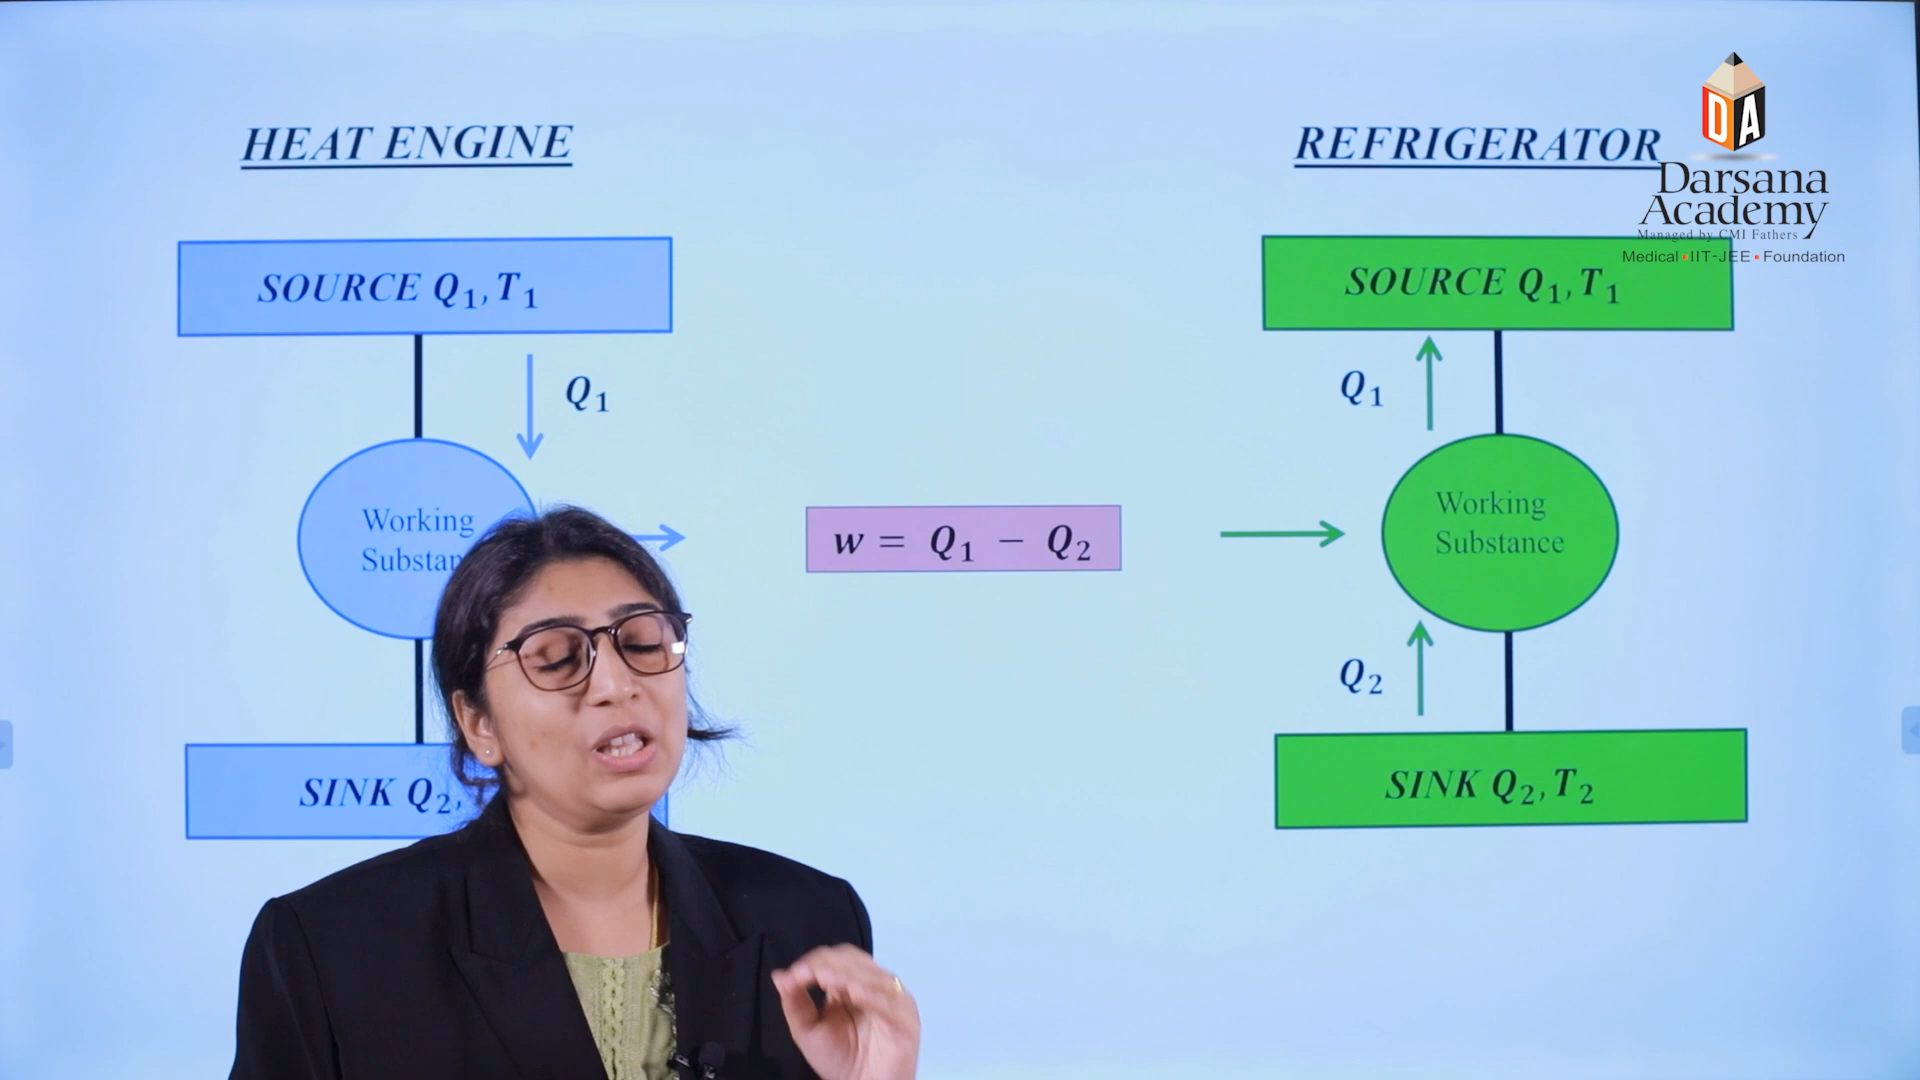 HEAT ENGINE
SOURCE Q1, T1
Q1
Working
SINK Q2,
w = Q1 − Q2
REFRIGERATOR
SOURCE Q1, T1
Q1
Working
Substance
Q2
SINK Q2, T2
DA
Darsana
Academy
Managed by CMI Fathers
Medical • IIT-JEE • Foundation